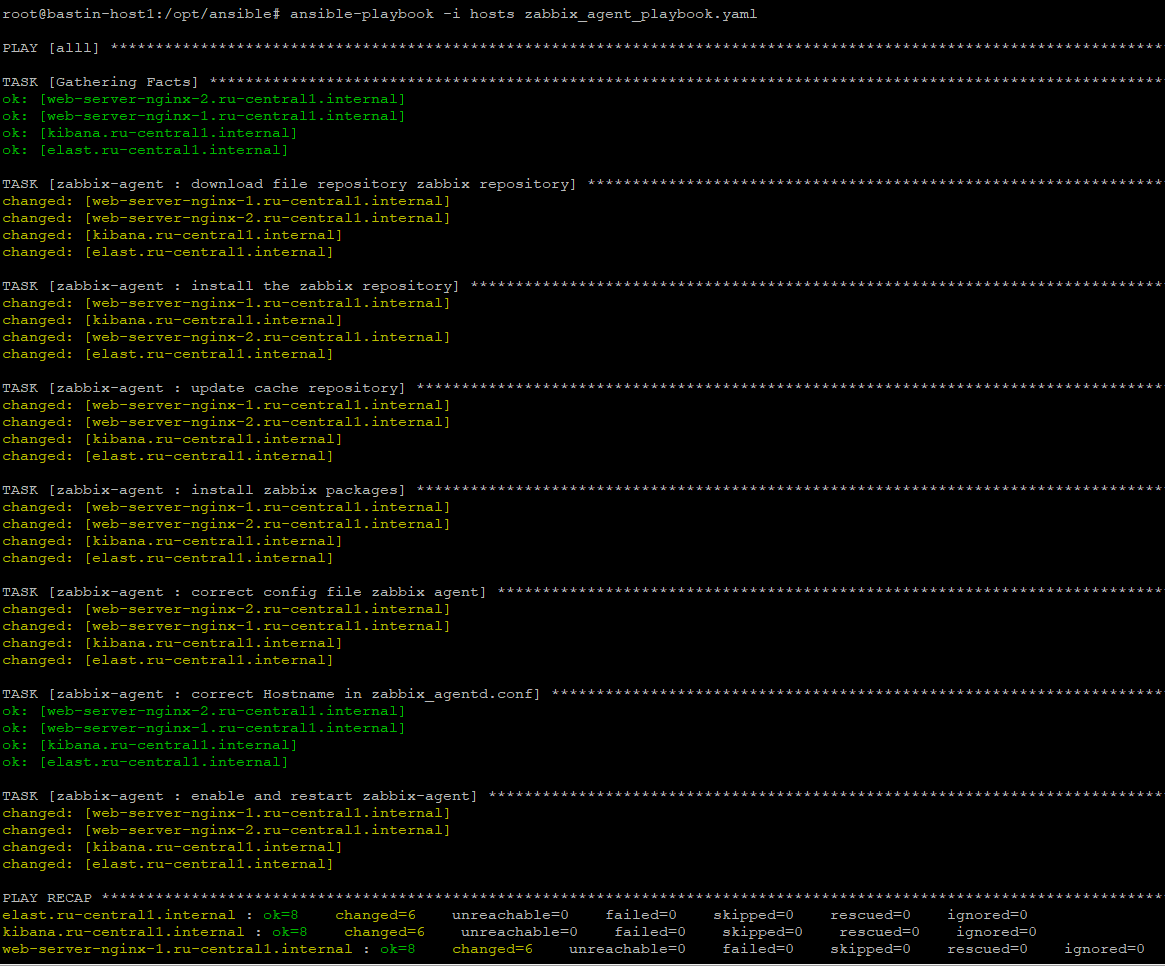 root@bastin-host1:/opt/ansible# ansible-playbook -i hosts zabbix_agent_playbook.yaml
PLAY [alll] *********************************************************************************************************************
TASK [Gathering Facts] **********************************************************************************************************
ok: [web-server-nginx-2.ru-central1.internal]
ok: [web-server-nginx-1.ru-central1.internal]
ok: [kibana.ru-central1.internal]
ok: [elast.ru-central1.internal]
TASK [zabbix-agent : download file repository zabbix repository] ****************************************************************
changed: [web-server-nginx-1.ru-central1.internal]
changed: [web-server-nginx-2.ru-central1.internal]
changed: [kibana.ru-central1.internal]
changed: [elast.ru-central1.internal]
TASK [zabbix-agent : install the zabbix repository] *****************************************************************************
changed: [web-server-nginx-1.ru-central1.internal]
changed: [kibana.ru-central1.internal]
changed: [web-server-nginx-2.ru-central1.internal]
changed: [elast.ru-central1.internal]
TASK [zabbix-agent : update cache repository] ***********************************************************************************
changed: [web-server-nginx-1.ru-central1.internal]
changed: [web-server-nginx-2.ru-central1.internal]
changed: [kibana.ru-central1.internal]
changed: [elast.ru-central1.internal]
TASK [zabbix-agent : install zabbix packages] ***********************************************************************************
changed: [web-server-nginx-1.ru-central1.internal]
changed: [web-server-nginx-2.ru-central1.internal]
changed: [kibana.ru-central1.internal]
changed: [elast.ru-central1.internal]
TASK [zabbix-agent : correct config file zabbix agent] **************************************************************************
changed: [web-server-nginx-2.ru-central1.internal]
changed: [web-server-nginx-1.ru-central1.internal]
changed: [kibana.ru-central1.internal]
changed: [elast.ru-central1.internal]
TASK [zabbix-agent : correct Hostname in zabbix_agentd.conf] ********************************************************************
ok: [web-server-nginx-2.ru-central1.internal]
ok: [web-server-nginx-1.ru-central1.internal]
ok: [kibana.ru-central1.internal]
ok: [elast.ru-central1.internal]
TASK [zabbix-agent : enable and restart zabbix-agent] ***************************************************************************
changed: [web-server-nginx-1.ru-central1.internal]
changed: [web-server-nginx-2.ru-central1.internal]
changed: [kibana.ru-central1.internal]
changed: [elast.ru-central1.internal]
PLAY RECAP **********************************************************************************************************************
elast.ru-central1.internal : ok=8    changed=6    unreachable=0    failed=0    skipped=0    rescued=0    ignored=0
kibana.ru-central1.internal : ok=8    changed=6    unreachable=0    failed=0    skipped=0    rescued=0    ignored=0
web-server-nginx-1.ru-central1.internal : ok=8    changed=6    unreachable=0    failed=0    skipped=0    rescued=0    ignored=0